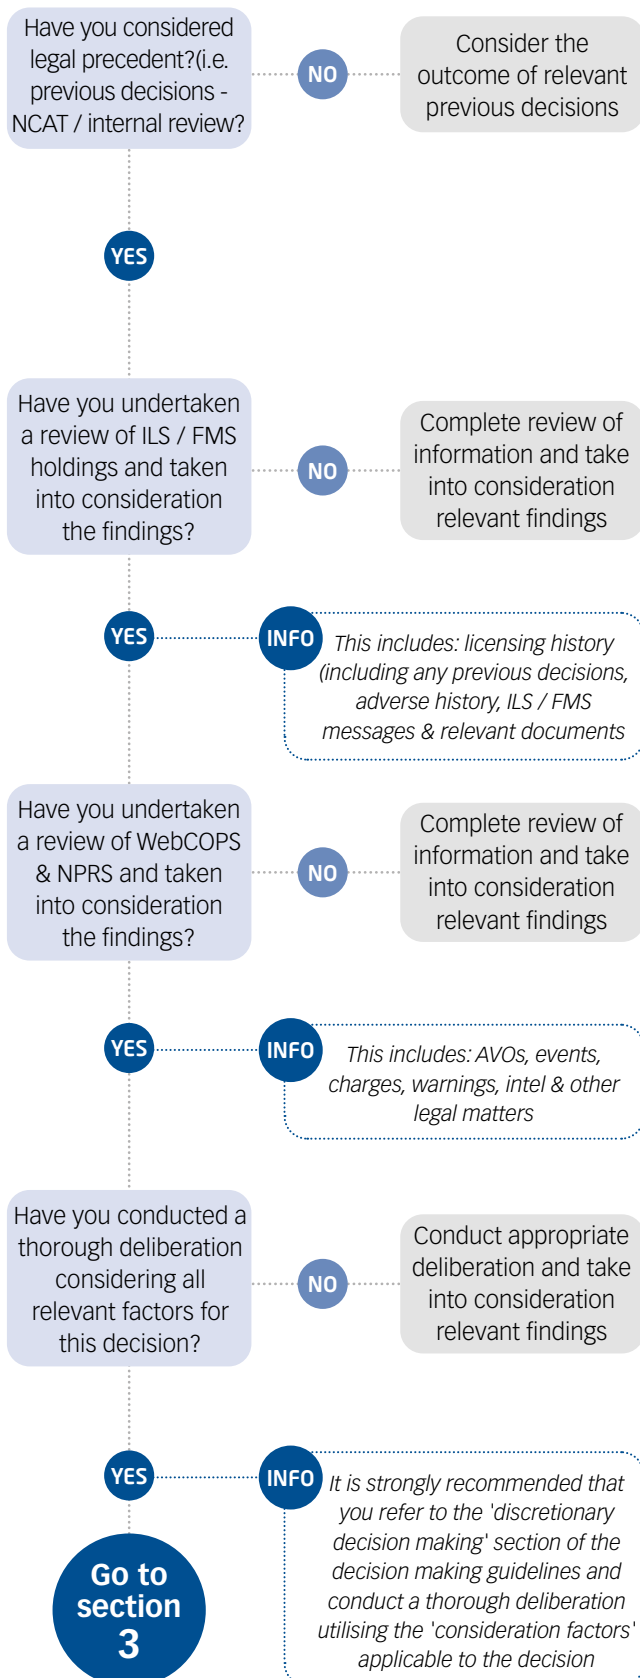 Have you considered
legal precedent?(i.e.
previous decisions -
NCAT / internal review?
NO
Consider the
outcome of relevant
previous decisions
YES
Have you undertaken
a review of ILS / FMS
holdings and taken
into consideration
the findings?
NO
Complete review of
information and take
into consideration
relevant findings
YES
INFO
This includes: licensing history
(including any previous decisions,
adverse history, ILS / FMS
messages & relevant documents
Have you undertaken
a review of WebCOPS
& NPRS and taken
into consideration
the findings?
NO
Complete review of
information and take
into consideration
relevant findings
YES
INFO
This includes: AVOs, events,
charges, warnings, intel & other
legal matters
Have you conducted a
thorough deliberation
considering all
relevant factors for
this decision?
NO
Conduct appropriate
deliberation and take
into consideration
relevant findings
YES
INFO
It is strongly recommended that
you refer to the 'discretionary
decision making' section of the
decision making guidelines and
conduct a thorough deliberation
utilising the 'consideration factors'
applicable to the decision
Go to
section
3